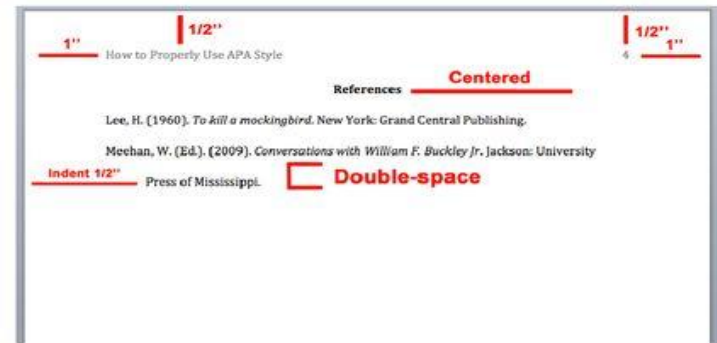 1/2" 1/2"
1" How to Properly Use APA Style 4 1"
References Centered
Lee, H. (1960). To kill a mockingbird. New York: Grand Central Publishing.
Meehan, W. (Ed.). (2009). Conversations with William F. Buckley Jr. Jackson: University
Indent 1/2" Press of Mississippi. Double-space